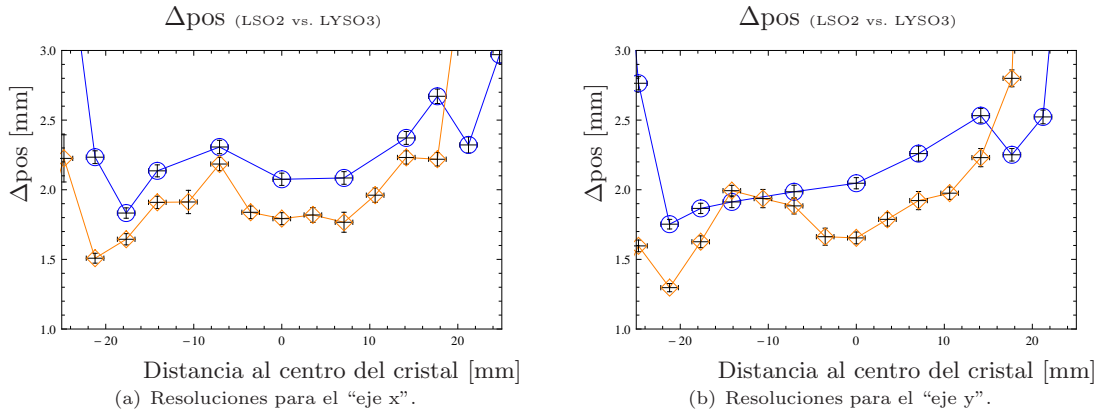 Δpos (LSO2 vs. LYSO3)
3.0
2.5
2.0
1.5
1.0
Δpos [mm]
−20 −10 0 10 20
Distancia al centro del cristal [mm]
(a) Resoluciones para el “eje x”.
Δpos (LSO2 vs. LYSO3)
3.0
2.5
2.0
1.5
1.0
Δpos [mm]
−20 −10 0 10 20
Distancia al centro del cristal [mm]
(b) Resoluciones para el “eje y”.